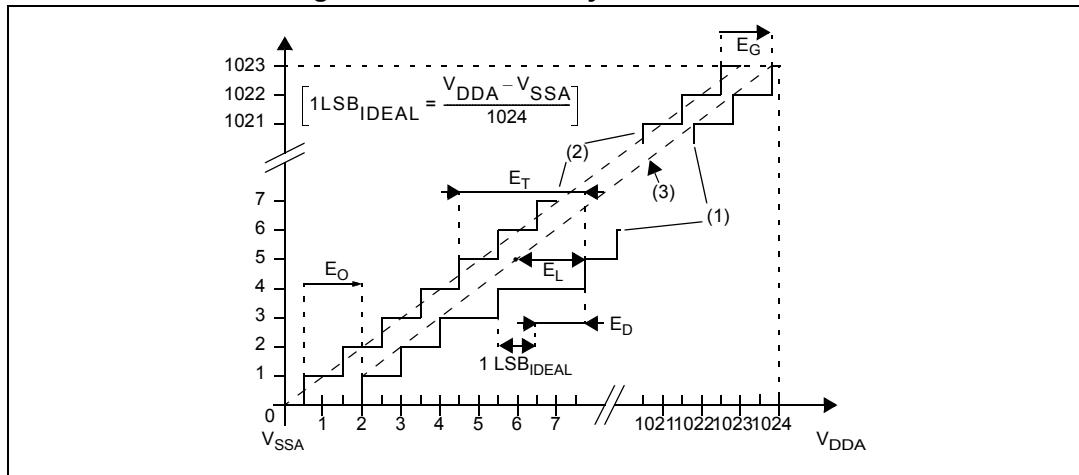 E_G
1023
1022
1021
[1LSB_IDEAL = V_DDA – V_SSA / 1024]
(2)
(3)
(1)
E_T
7
6
5
4
3
2
1
0
E_O
E_L
E_D
1 LSB_IDEAL
1 2 3 4 5 6 7 1021 1022 1023 1024
V_SSA
V_DDA